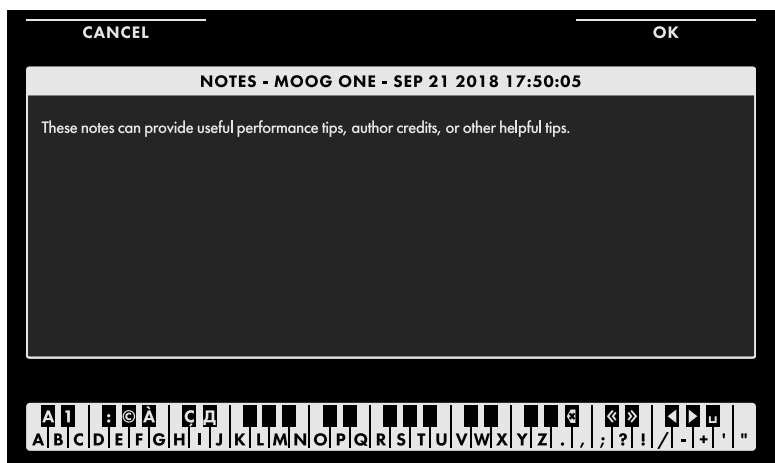 CANCEL
OK
NOTES - MOOG ONE - SEP 21 2018 17:50:05
These notes can provide useful performance tips, author credits, or other helpful tips.
A 1 : © À Ç Д « »
A B C D E F G H I J K L M N O P Q R S T U V W X Y Z . , ; ? ! / - + ' "